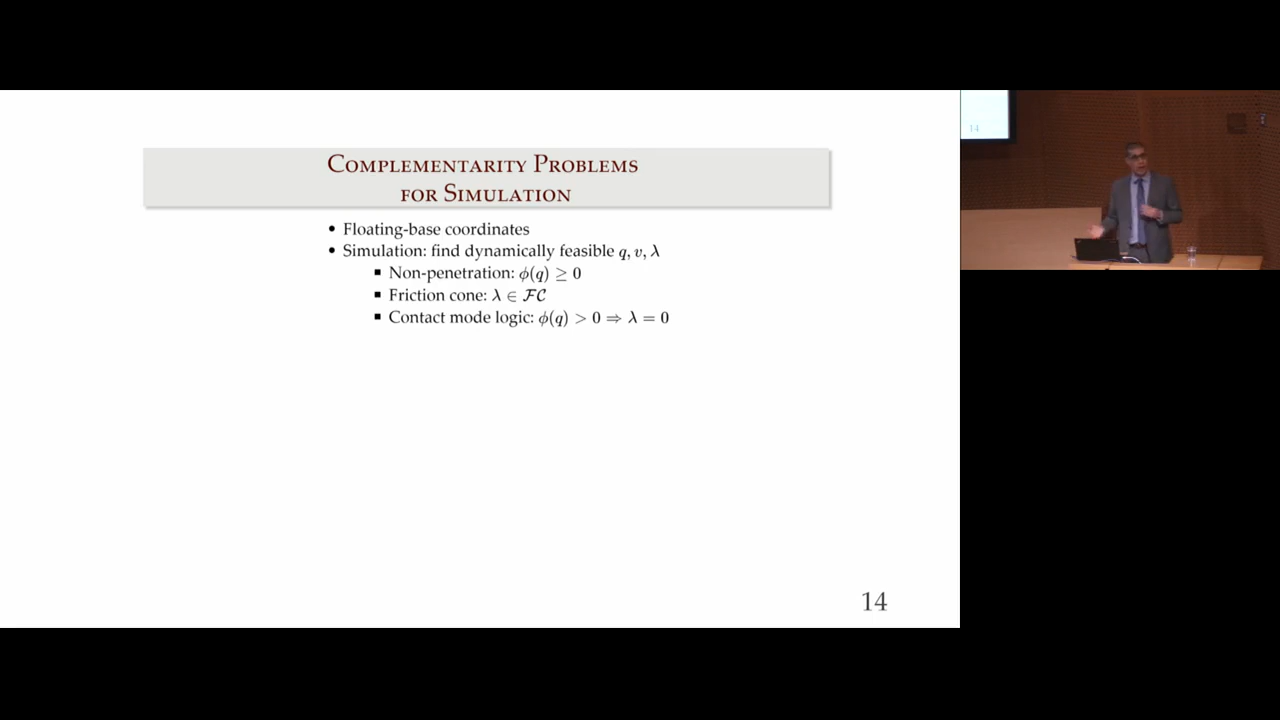 COMPLEMENTARITY PROBLEMS
FOR SIMULATION
• Floating-base coordinates
• Simulation: find dynamically feasible q, v, λ
▪ Non-penetration: ϕ(q) ≥ 0
▪ Friction cone: λ ∈ ℱ𝒞
▪ Contact mode logic: ϕ(q) > 0 ⇒ λ = 0
14
14